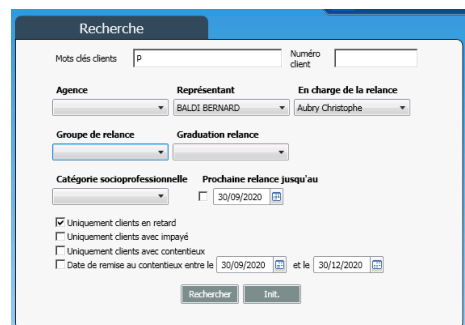 Recherche
Mots clés clients P Numéro client
Agence Représentant En charge de la relance
BALDI BERNARD Aubry Christophe
Groupe de relance Graduation relance
Catégorie socioprofessionnelle Prochaine relance jusqu'au
30/09/2020
Uniquement clients en retard
Uniquement clients avec impayé
Uniquement clients avec contentieux
Date de remise au contentieux entre le 30/09/2020 et le 30/12/2020
Rechercher Init.